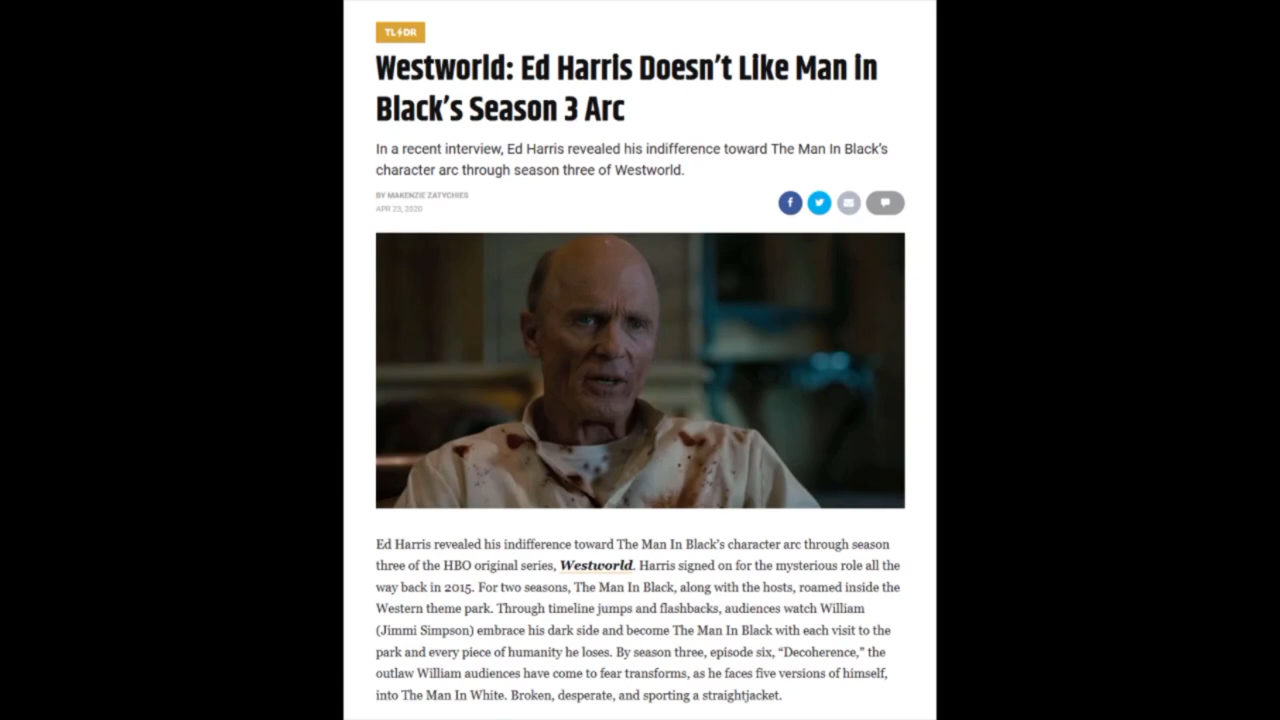 TL⚡DR
Westworld: Ed Harris Doesn't Like Man in
Black's Season 3 Arc
In a recent interview, Ed Harris revealed his indifference toward The Man In Black's
character arc through season three of Westworld.
BY MAKENZIE ZATYCHIES
APR 23, 2020
Ed Harris revealed his indifference toward The Man In Black's character arc through season
three of the HBO original series, Westworld. Harris signed on for the mysterious role all the
way back in 2015. For two seasons, The Man In Black, along with the hosts, roamed inside the
Western theme park. Through timeline jumps and flashbacks, audiences watch William
(Jimmi Simpson) embrace his dark side and become The Man In Black with each visit to the
park and every piece of humanity he loses. By season three, episode six, “Decoherence,” the
outlaw William audiences have come to fear transforms, as he faces five versions of himself,
into The Man In White. Broken, desperate, and sporting a straightjacket.